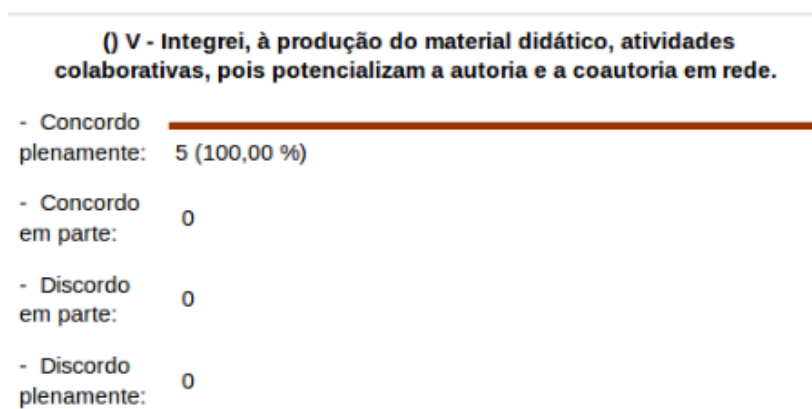 () V - Integrei, à produção do material didático, atividades
colaborativas, pois potencializam a autoria e a coautoria em rede.
- Concordo
plenamente: 5 (100,00 %)
- Concordo
em parte: 0
- Discordo
em parte: 0
- Discordo
plenamente: 0